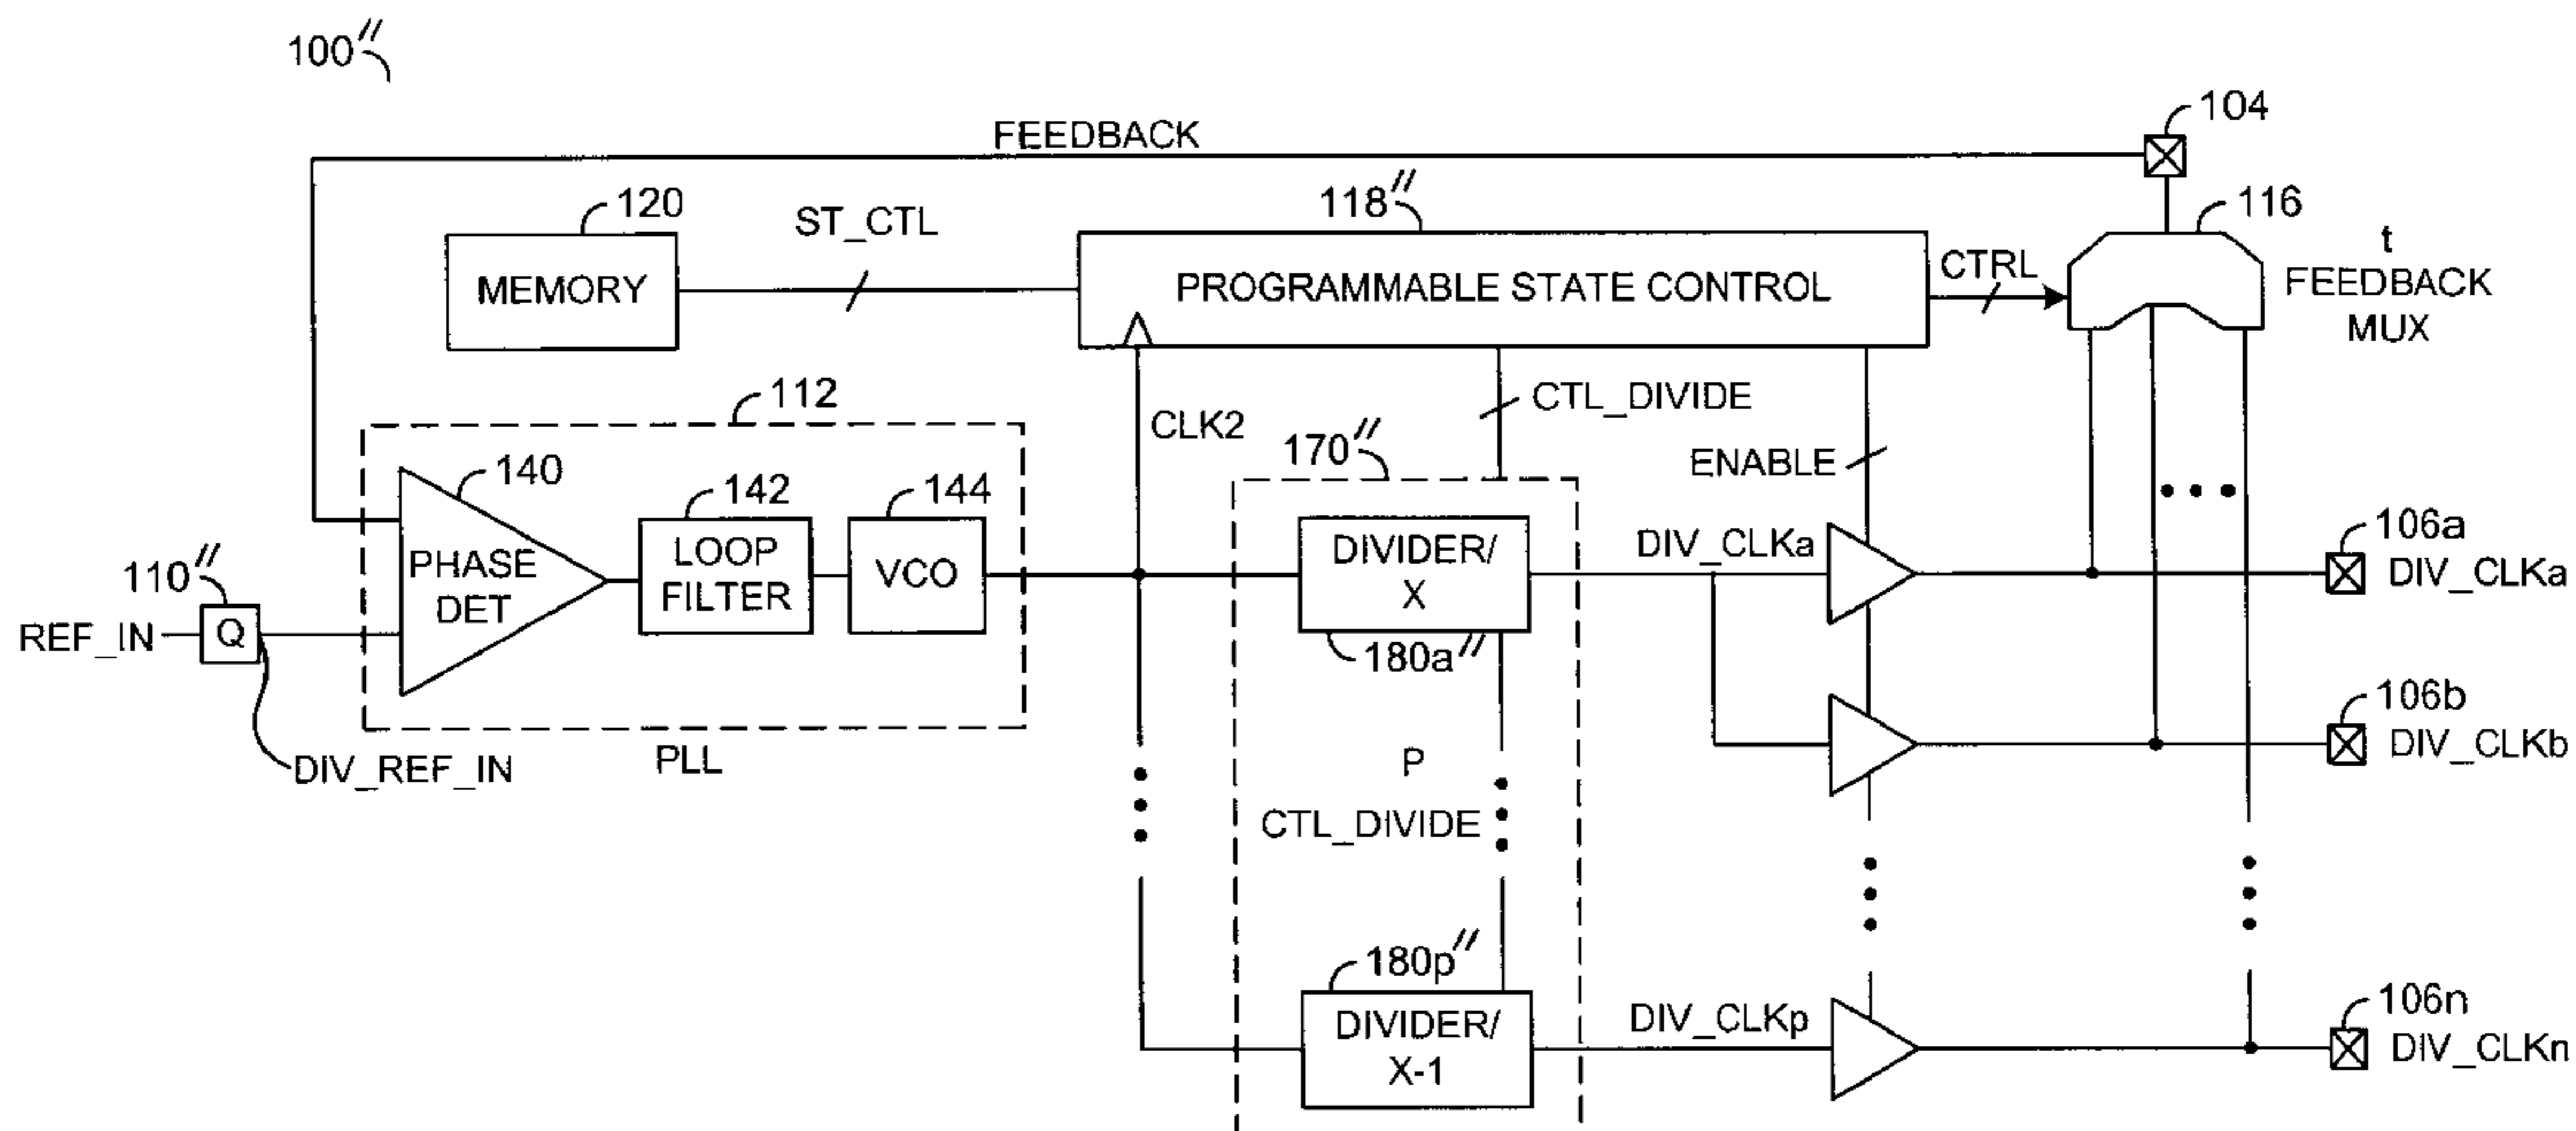 100″
104
FEEDBACK
118″
116
120
ST_CTL
t
FEEDBACK
MUX
CTRL
MEMORY
PROGRAMMABLE STATE CONTROL
112
CLK2
CTL_DIVIDE
170″
ENABLE
140
142
144
106a
DIV_CLKa
DIV_CLKa
PHASE
DET
LOOP
FILTER
VCO
DIVIDER/
X
110″
REF_IN
Q
180a″
106b
DIV_CLKb
DIV_REF_IN
PLL
P
CTL_DIVIDE
180p″
106n
DIV_CLKp
DIV_CLKn
DIVIDER/
X-1